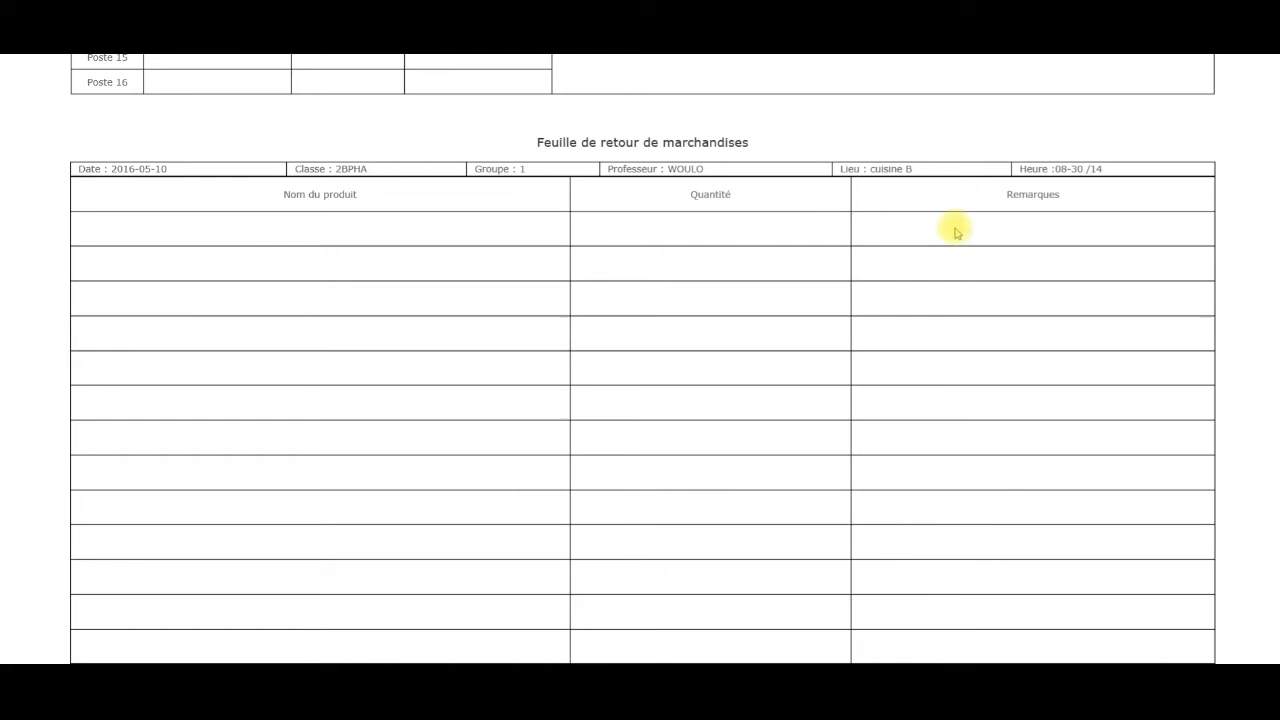 Poste 15
Poste 16
Feuille de retour de marchandises
Date : 2016-05-10 Classe : 2BPHA Groupe : 1 Professeur : WOULO Lieu : cuisine B Heure :08-30 /14
Nom du produit Quantité Remarques